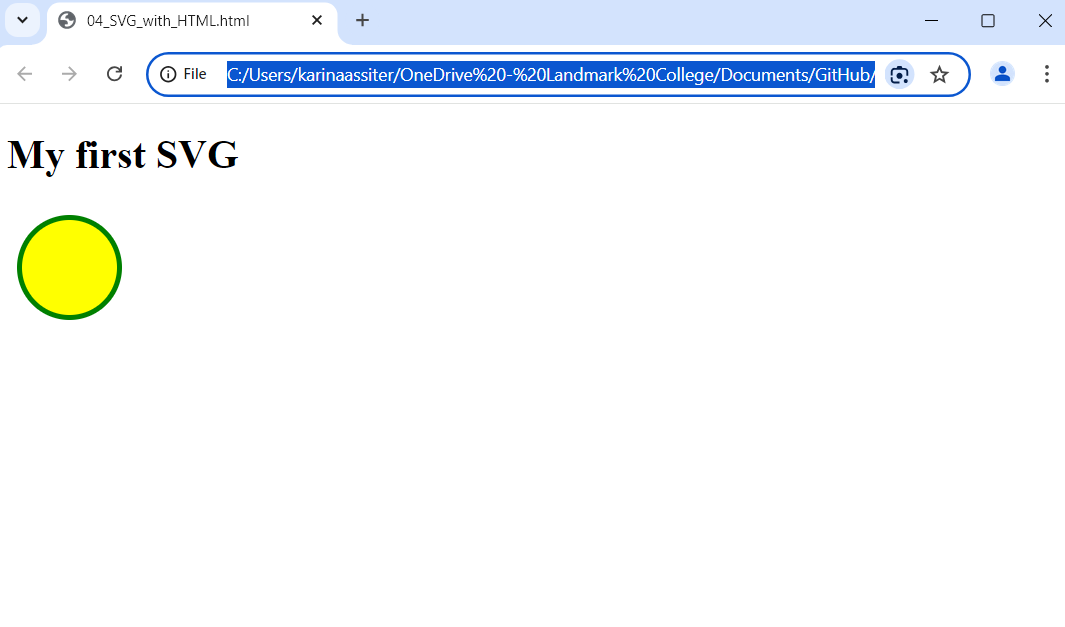 04_SVG_with_HTML.html
File C:/Users/karinaassiter/OneDrive%20-%20Landmark%20College/Documents/GitHub/
My first SVG